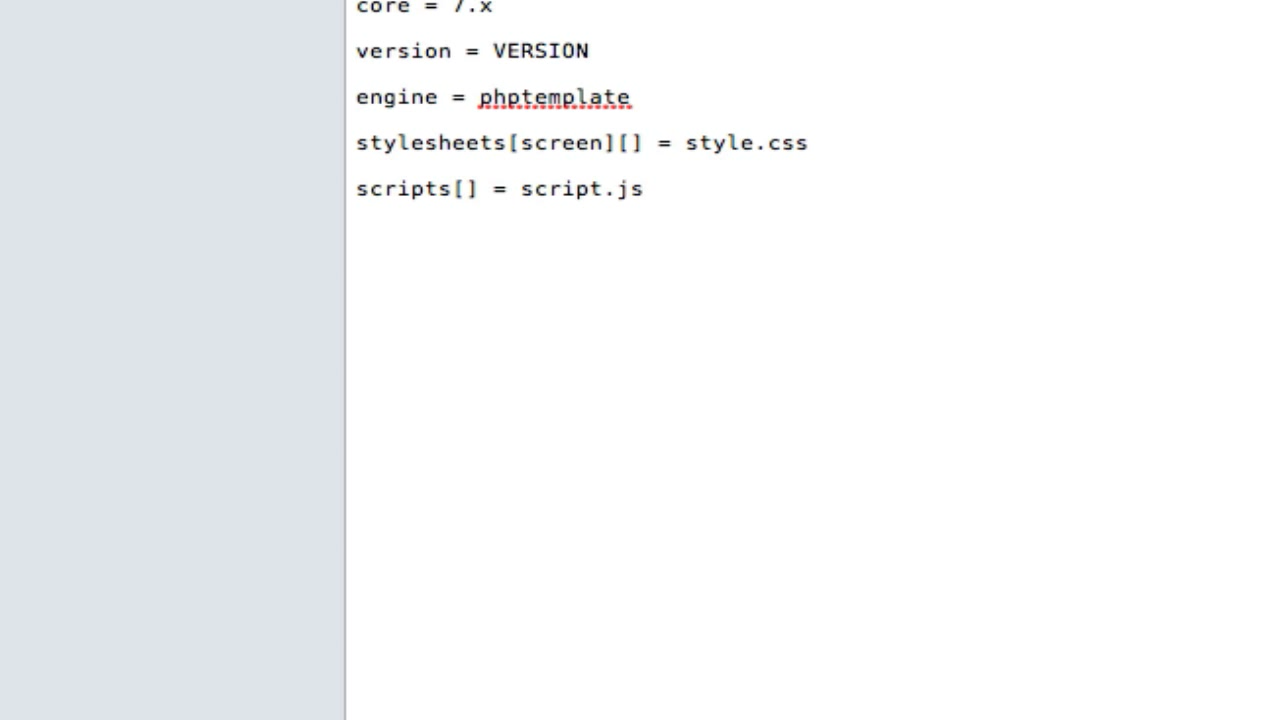 core = 7.x
version = VERSION
engine = phptemplate
stylesheets[screen][] = style.css
scripts[] = script.js